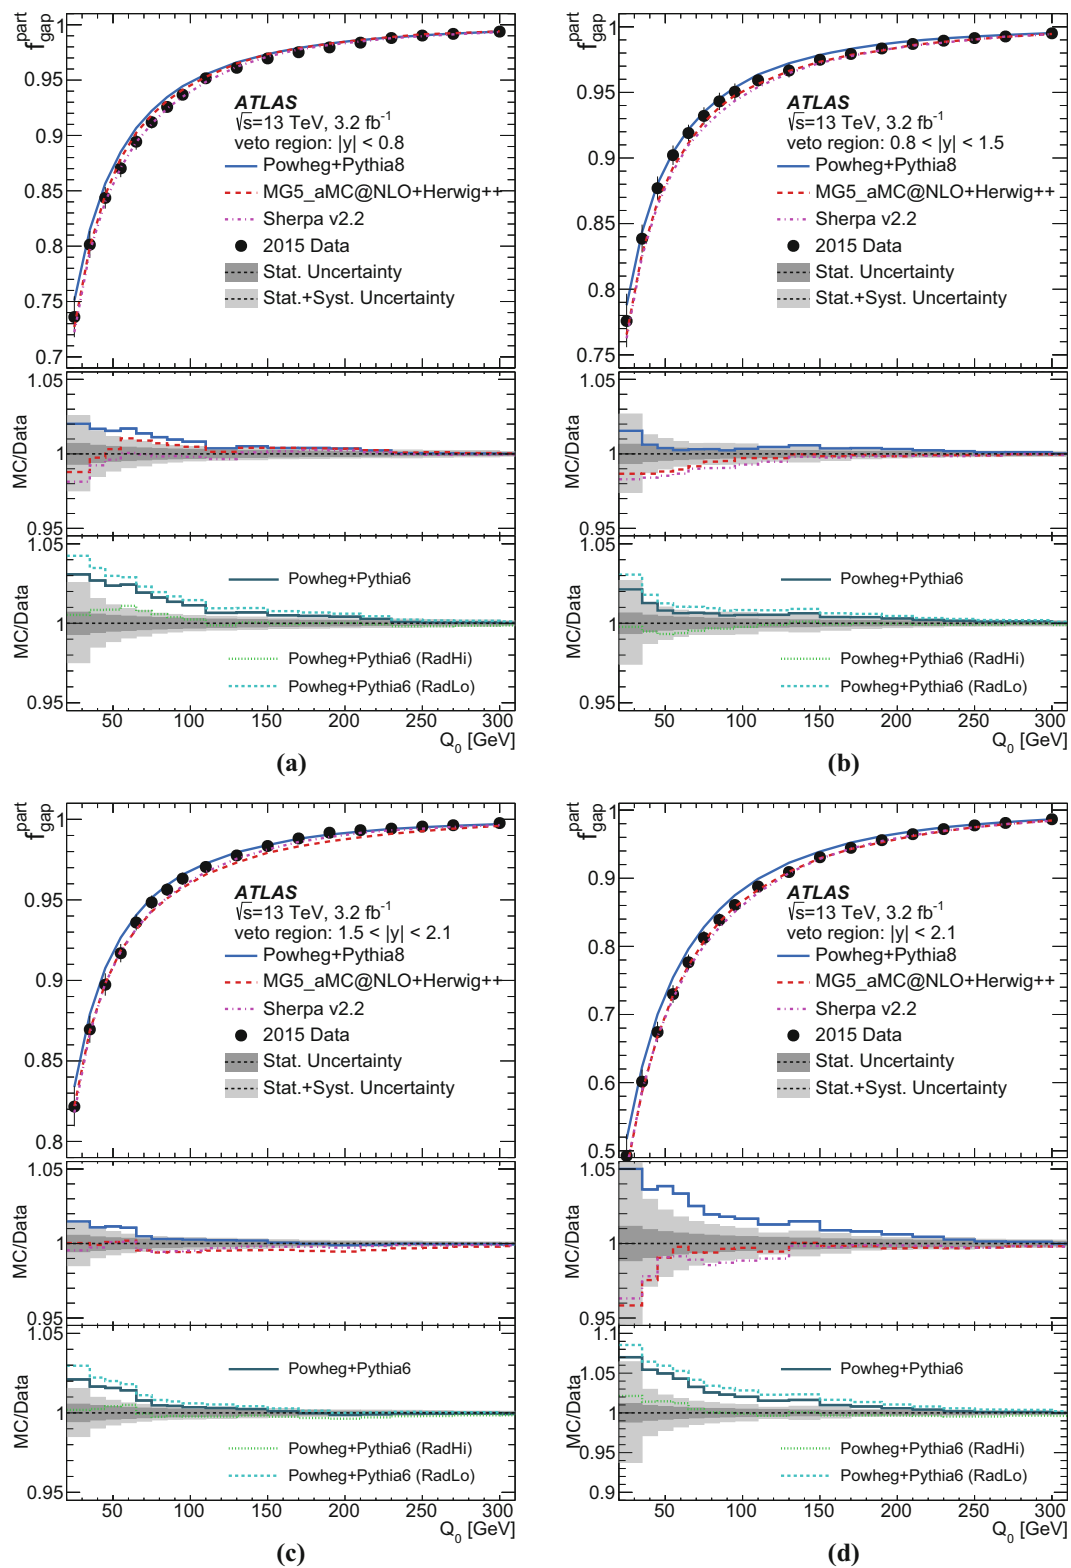 f_gap^part
1
0.95
0.9
0.85
0.8
0.75
0.7
ATLAS
√s=13 TeV, 3.2 fb⁻¹
veto region: |y| < 0.8
Powheg+Pythia8
MG5_aMC@NLO+Herwig++
Sherpa v2.2
2015 Data
Stat. Uncertainty
Stat.+Syst. Uncertainty
MC/Data
1.05
1
0.95
MC/Data
1.05
1
0.95
Powheg+Pythia6
Powheg+Pythia6 (RadHi)
Powheg+Pythia6 (RadLo)
50 100 150 200 250 300
Q₀ [GeV]
(a)
f_gap^part
1
0.95
0.9
0.85
0.8
0.75
ATLAS
√s=13 TeV, 3.2 fb⁻¹
veto region: 0.8 < |y| < 1.5
Powheg+Pythia8
MG5_aMC@NLO+Herwig++
Sherpa v2.2
2015 Data
Stat. Uncertainty
Stat.+Syst. Uncertainty
MC/Data
1.05
1
0.95
MC/Data
1.05
1
0.95
Powheg+Pythia6
Powheg+Pythia6 (RadHi)
Powheg+Pythia6 (RadLo)
50 100 150 200 250 300
Q₀ [GeV]
(b)
f_gap^part
1
0.95
0.9
0.85
0.8
ATLAS
√s=13 TeV, 3.2 fb⁻¹
veto region: 1.5 < |y| < 2.1
Powheg+Pythia8
MG5_aMC@NLO+Herwig++
Sherpa v2.2
2015 Data
Stat. Uncertainty
Stat.+Syst. Uncertainty
MC/Data
1.05
1
0.95
MC/Data
1.05
1
0.95
Powheg+Pythia6
Powheg+Pythia6 (RadHi)
Powheg+Pythia6 (RadLo)
50 100 150 200 250 300
Q₀ [GeV]
(c)
f_gap^part
1
0.9
0.8
0.7
0.6
0.5
ATLAS
√s=13 TeV, 3.2 fb⁻¹
veto region: |y| < 2.1
Powheg+Pythia8
MG5_aMC@NLO+Herwig++
Sherpa v2.2
2015 Data
Stat. Uncertainty
Stat.+Syst. Uncertainty
MC/Data
1.05
1
0.95
MC/Data
1.1
1.05
1
0.95
0.9
Powheg+Pythia6
Powheg+Pythia6 (RadHi)
Powheg+Pythia6 (RadLo)
50 100 150 200 250 300
Q₀ [GeV]
(d)